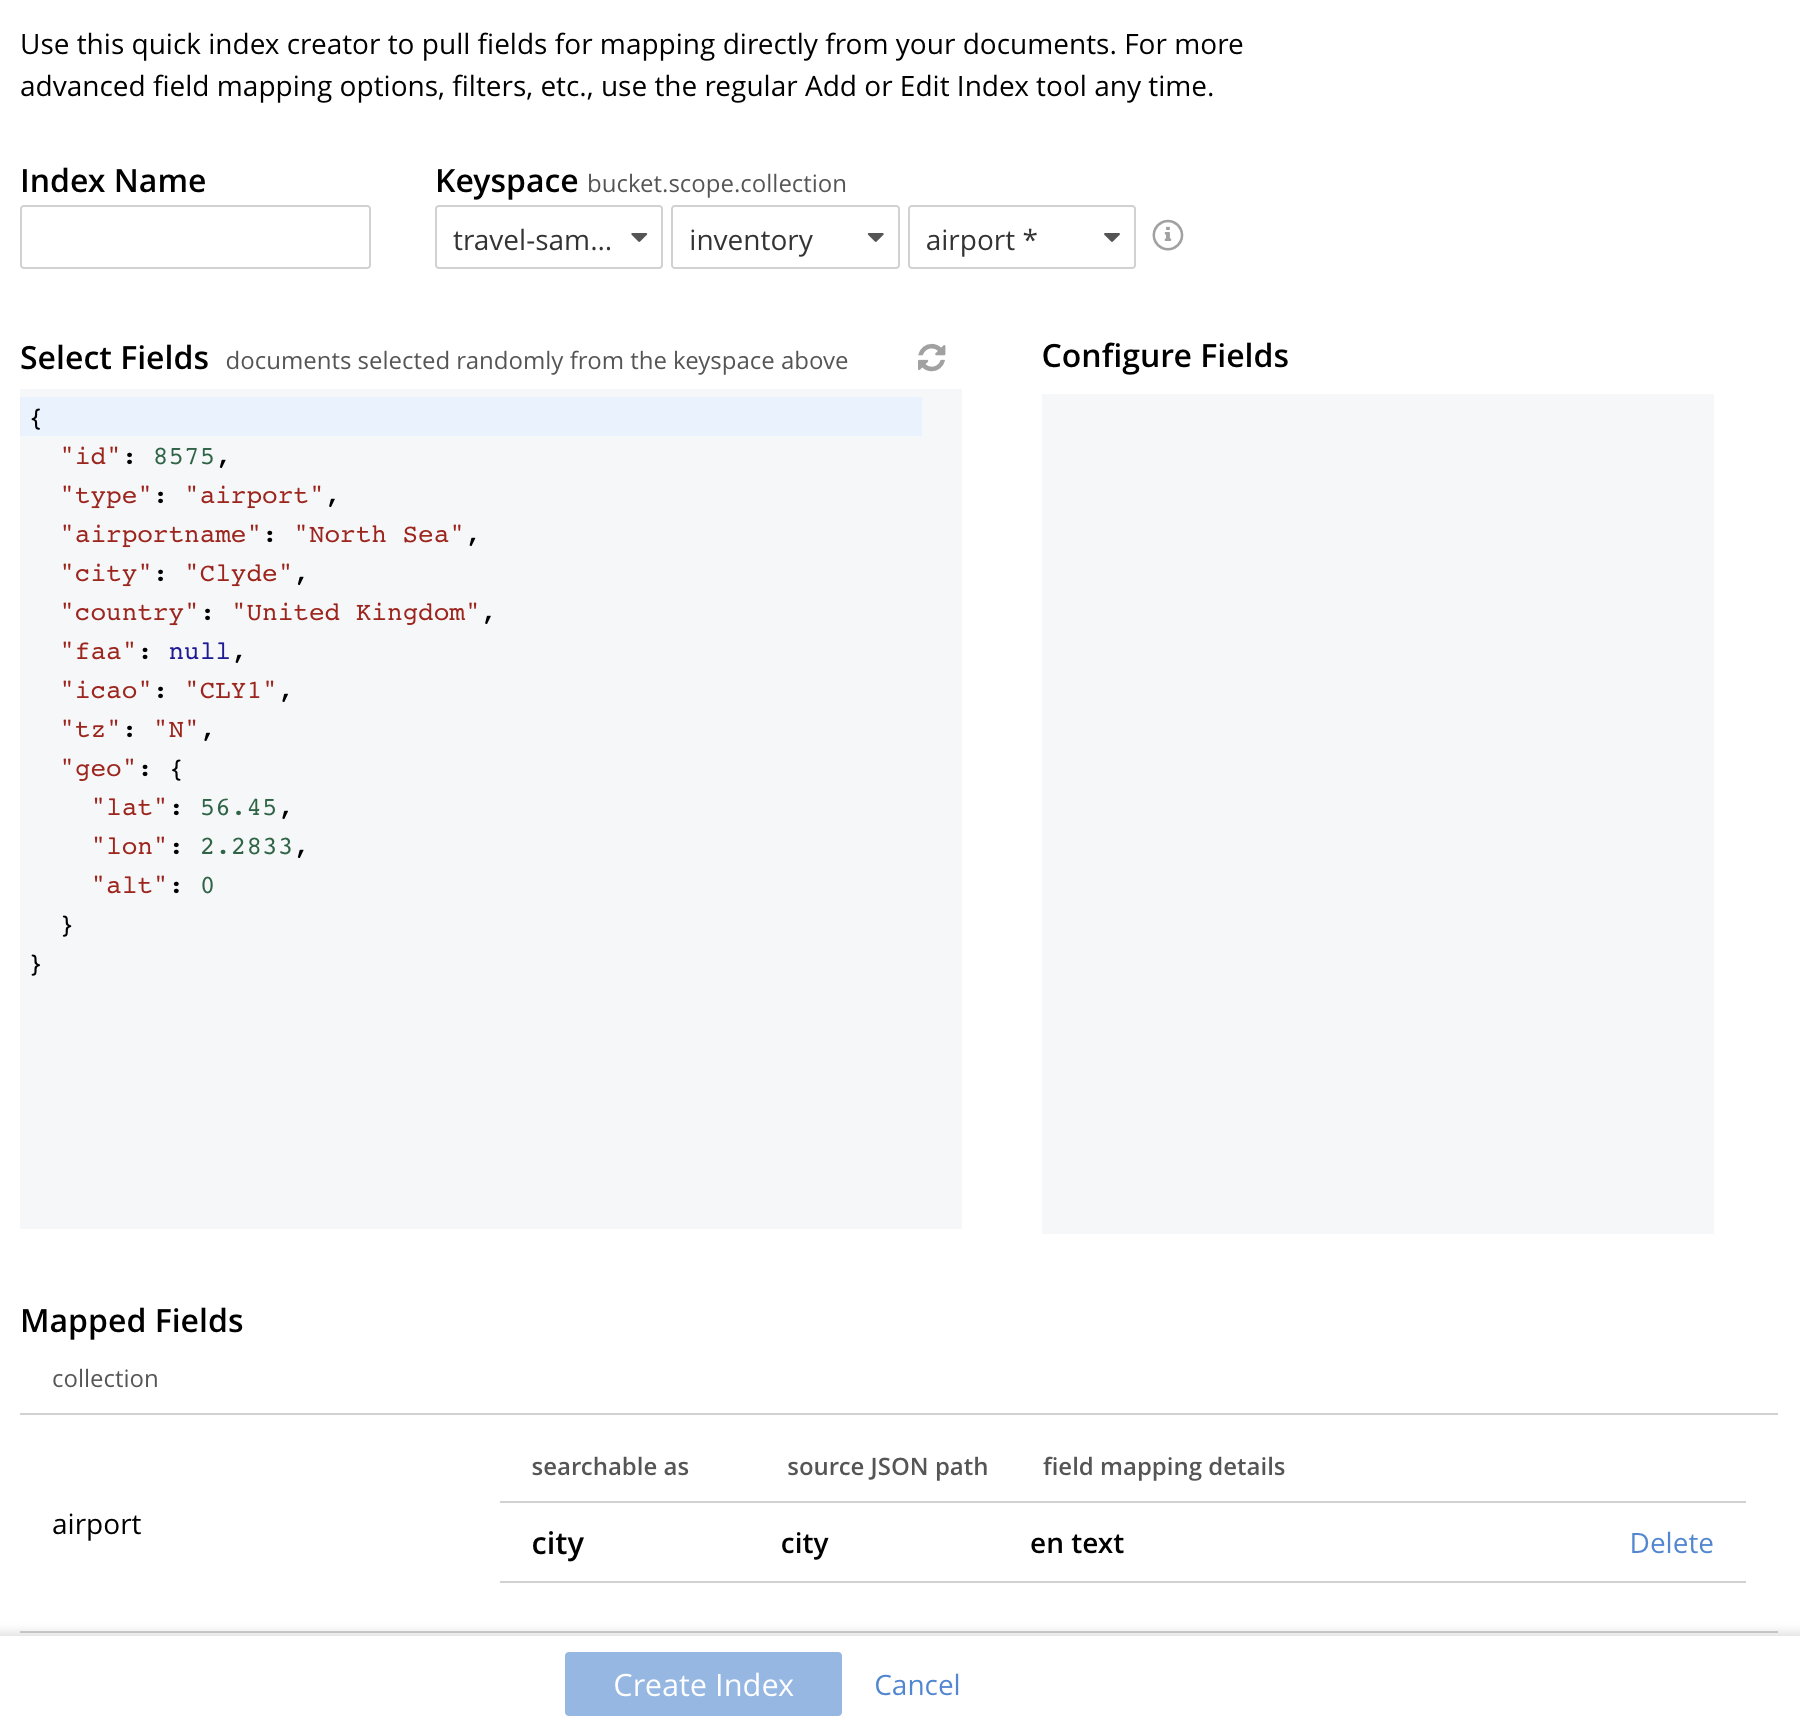 Use this quick index creator to pull fields for mapping directly from your documents. For more
advanced field mapping options, filters, etc., use the regular Add or Edit Index tool any time.
Index Name
Keyspace bucket.scope.collection
travel-sam... inventory airport *
Select Fields documents selected randomly from the keyspace above
Configure Fields
{
"id": 8575,
"type": "airport",
"airportname": "North Sea",
"city": "Clyde",
"country": "United Kingdom",
"faa": null,
"icao": "CLY1",
"tz": "N",
"geo": {
"lat": 56.45,
"lon": 2.2833,
"alt": 0
}
}
Mapped Fields
collection
searchable as source JSON path field mapping details
airport
city city en text Delete
Create Index Cancel